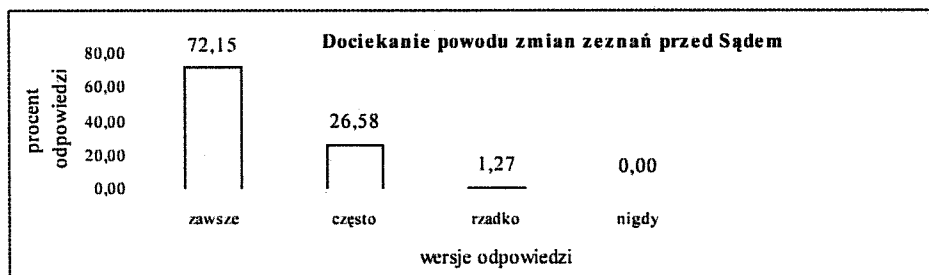 Dociekanie powodu zmian zeznań przed Sądem
procent
odpowiedzi
80,00
60,00
40,00
20,00
0,00
72,15
26,58
1,27
0,00
zawsze
często
rzadko
nigdy
wersje odpowiedzi